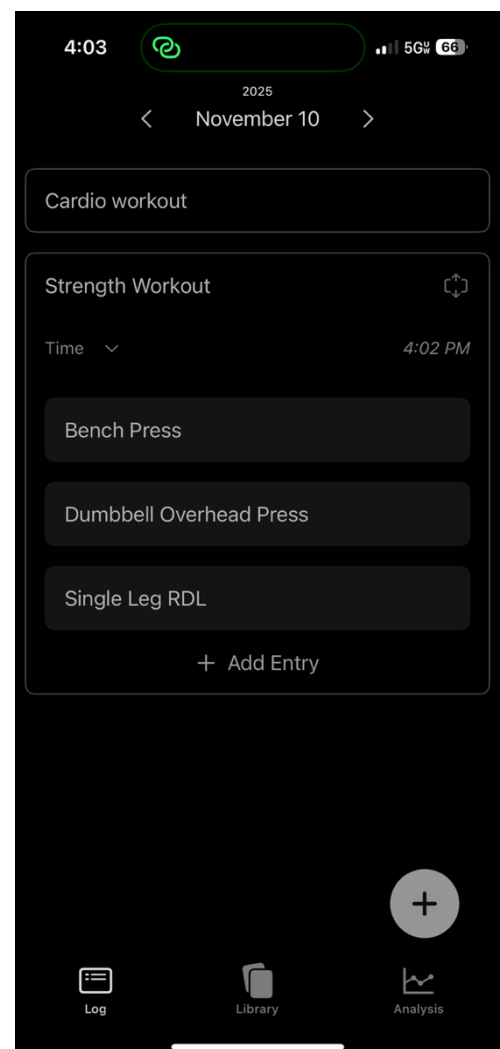 4:03
5GUW 66
2025
November 10
Cardio workout
Strength Workout
Time
4:02 PM
Bench Press
Dumbbell Overhead Press
Single Leg RDL
+ Add Entry
Log
Library
Analysis